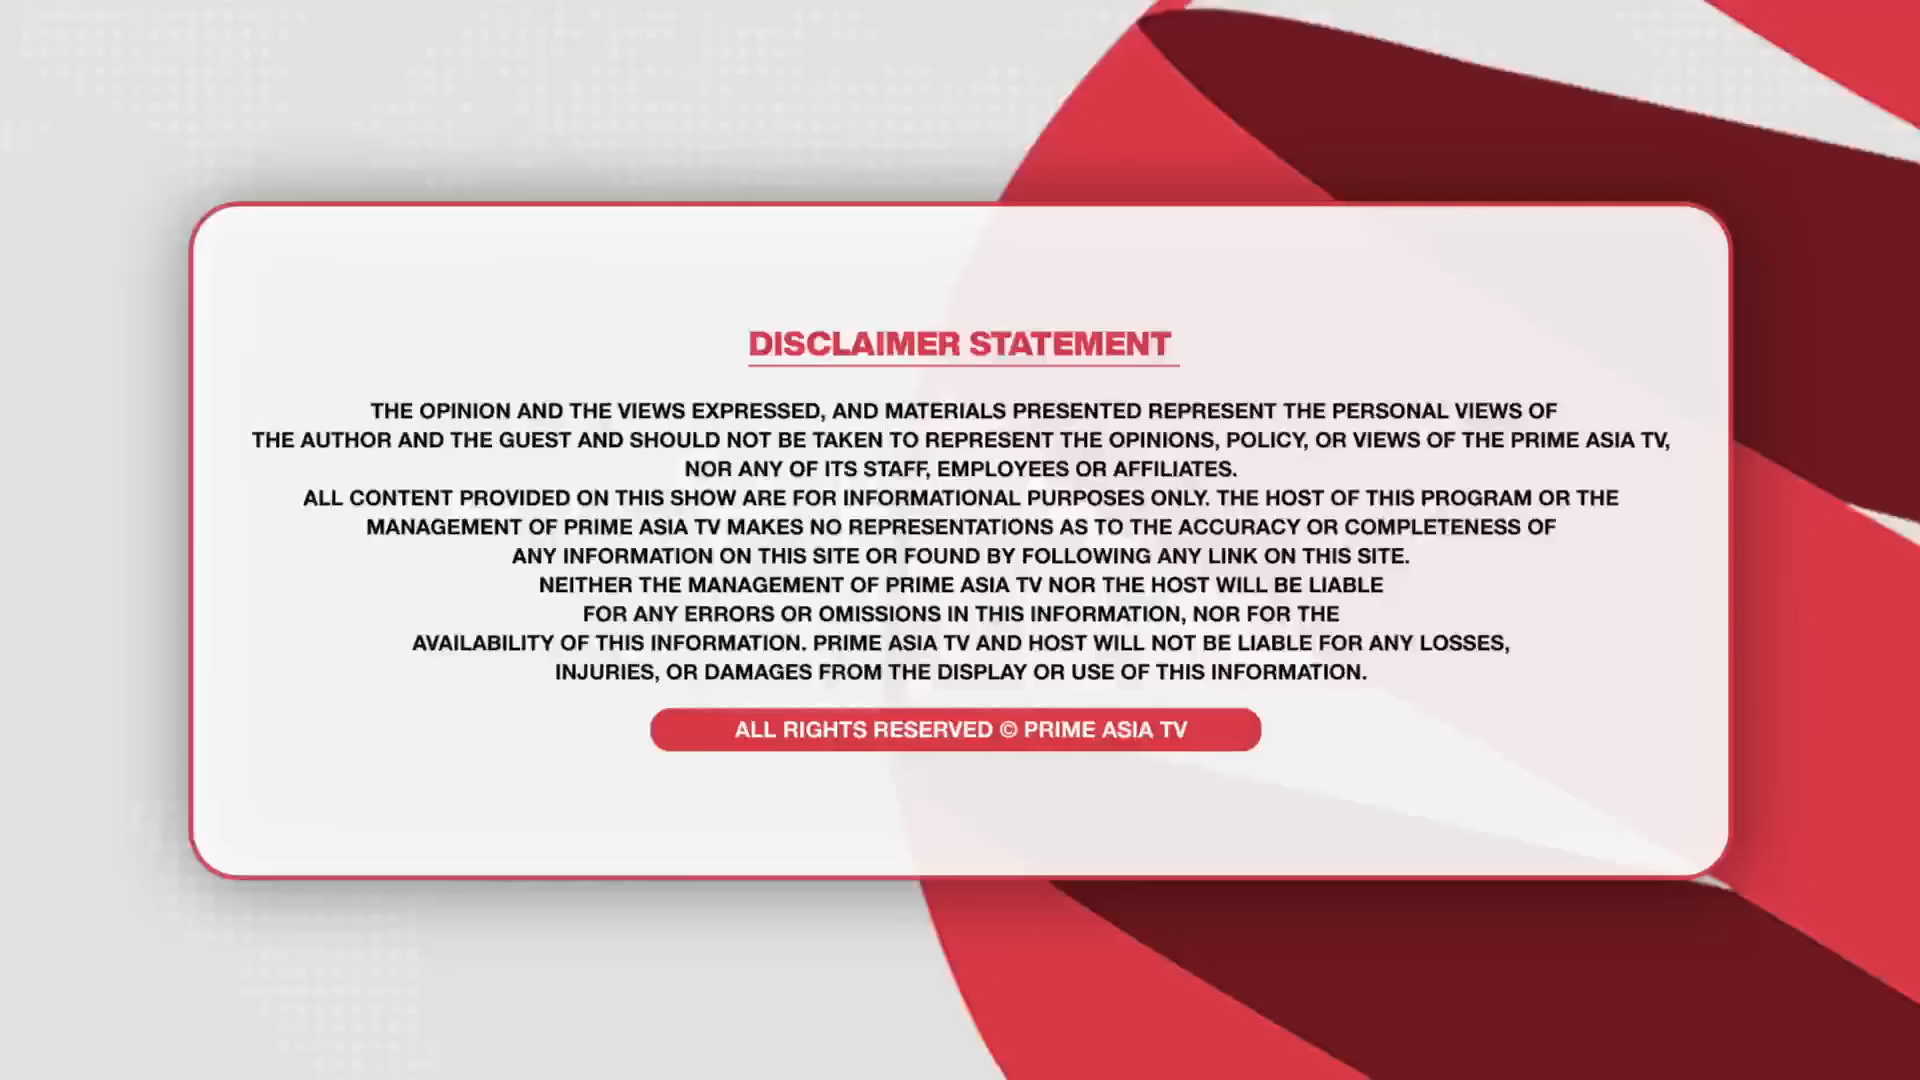 DISCLAIMER STATEMENT
THE OPINION AND THE VIEWS EXPRESSED, AND MATERIALS PRESENTED REPRESENT THE PERSONAL VIEWS OF
THE AUTHOR AND THE GUEST AND SHOULD NOT BE TAKEN TO REPRESENT THE OPINIONS, POLICY, OR VIEWS OF THE PRIME ASIA TV,
NOR ANY OF ITS STAFF, EMPLOYEES OR AFFILIATES.
ALL CONTENT PROVIDED ON THIS SHOW ARE FOR INFORMATIONAL PURPOSES ONLY. THE HOST OF THIS PROGRAM OR THE
MANAGEMENT OF PRIME ASIA TV MAKES NO REPRESENTATIONS AS TO THE ACCURACY OR COMPLETENESS OF
ANY INFORMATION ON THIS SITE OR FOUND BY FOLLOWING ANY LINK ON THIS SITE.
NEITHER THE MANAGEMENT OF PRIME ASIA TV NOR THE HOST WILL BE LIABLE
FOR ANY ERRORS OR OMISSIONS IN THIS INFORMATION, NOR FOR THE
AVAILABILITY OF THIS INFORMATION. PRIME ASIA TV AND HOST WILL NOT BE LIABLE FOR ANY LOSSES,
INJURIES, OR DAMAGES FROM THE DISPLAY OR USE OF THIS INFORMATION.
ALL RIGHTS RESERVED © PRIME ASIA TV